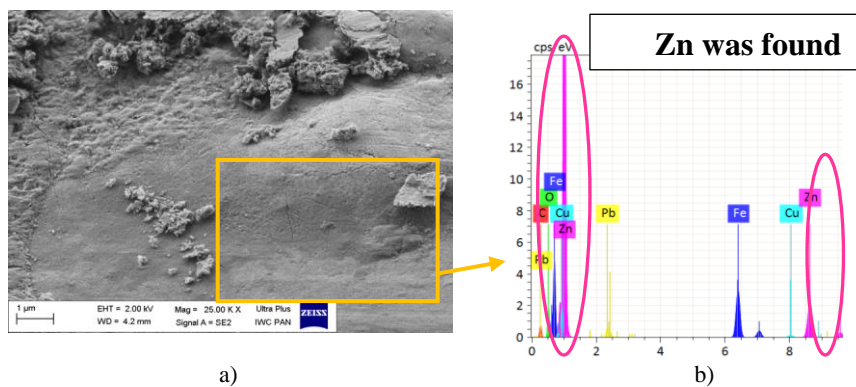 Zn was found
cps/eV
16
14
12
10
8
6
4
2
0
Fe
O
C
Cu
Zn
Pb
Pb
Fe
Cu
Zn
0
2
4
6
8
1 µm
EHT = 2.00 kV
Mag = 25.00 K X
Ultra Plus
WD = 4.2 mm
Signal A = SE2
IWC PAN
ZEISS
a)
b)